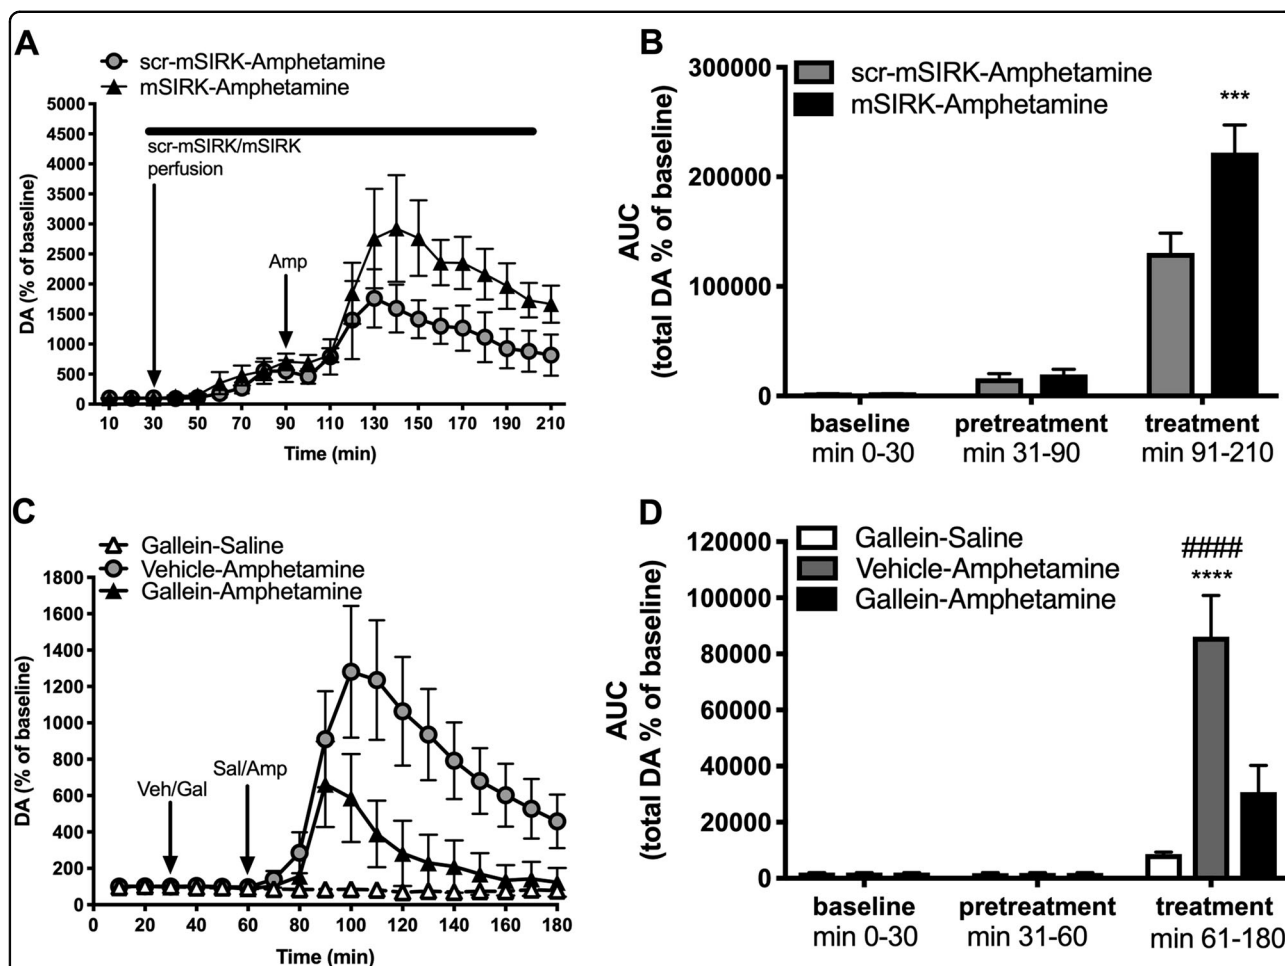 A
scr-mSIRK-Amphetamine
mSIRK-Amphetamine
5000
4500
4000
3500
3000
2500
2000
1500
1000
500
0
DA (% of baseline)
scr-mSIRK/mSIRK
perfusion
Amp
10 30 50 70 90 110 130 150 170 190 210
Time (min)
B
scr-mSIRK-Amphetamine
mSIRK-Amphetamine
***
300000
200000
100000
0
AUC
(total DA % of baseline)
baseline pretreatment treatment
min 0-30 min 31-90 min 91-210
C
Gallein-Saline
Vehicle-Amphetamine
Gallein-Amphetamine
1800
1600
1400
1200
1000
800
600
400
200
0
DA (% of baseline)
Veh/Gal
Sal/Amp
0 20 40 60 80 100 120 140 160 180
Time (min)
D
Gallein-Saline
Vehicle-Amphetamine
Gallein-Amphetamine
####
****
120000
100000
80000
60000
40000
20000
0
AUC
(total DA % of baseline)
baseline pretreatment treatment
min 0-30 min 31-60 min 61-180